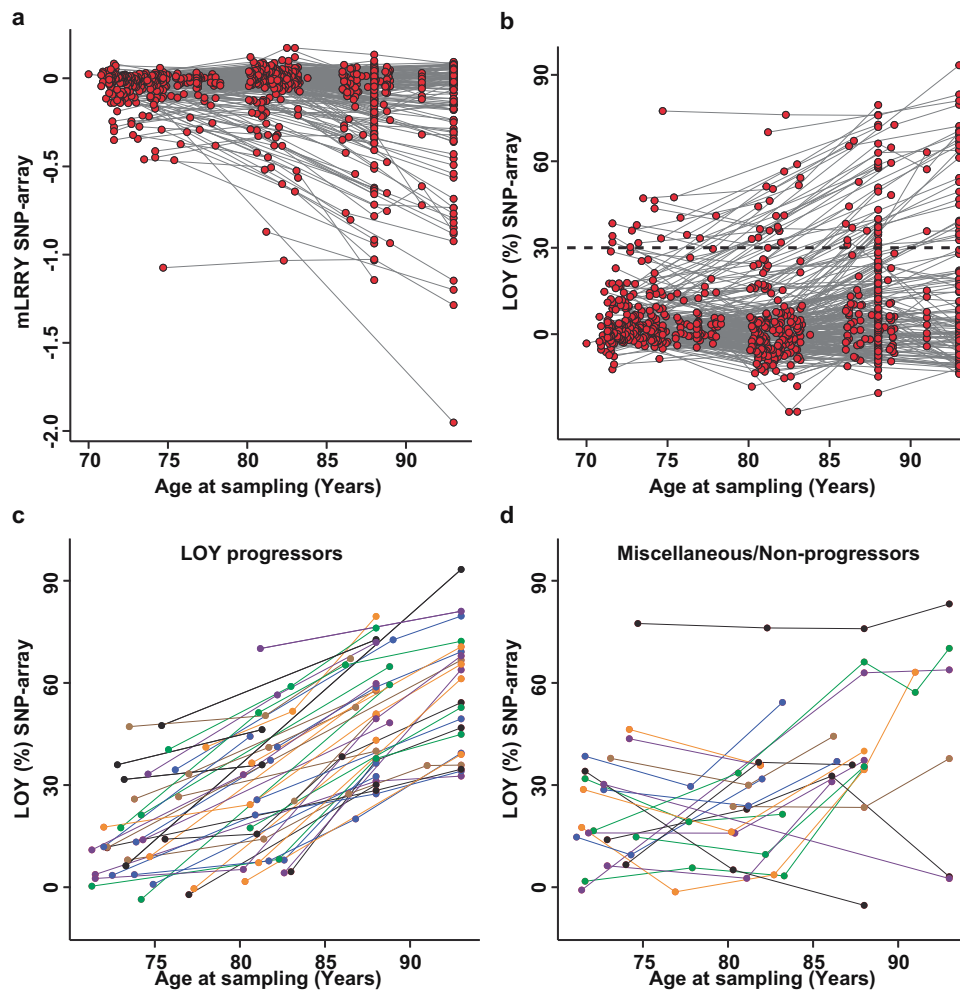 a
0
-0.5
-1.0
-1.5
-2.0
mLRRY SNP-array
70 75 80 85 90
Age at sampling (Years)
b
90
60
30
0
LOY (%) SNP-array
70 75 80 85 90
Age at sampling (Years)
c
LOY progressors
90
60
30
0
LOY (%) SNP-array
75 80 85 90
Age at sampling (Years)
d
Miscellaneous/Non-progressors
90
60
30
0
LOY (%) SNP-array
75 80 85 90
Age at sampling (Years)